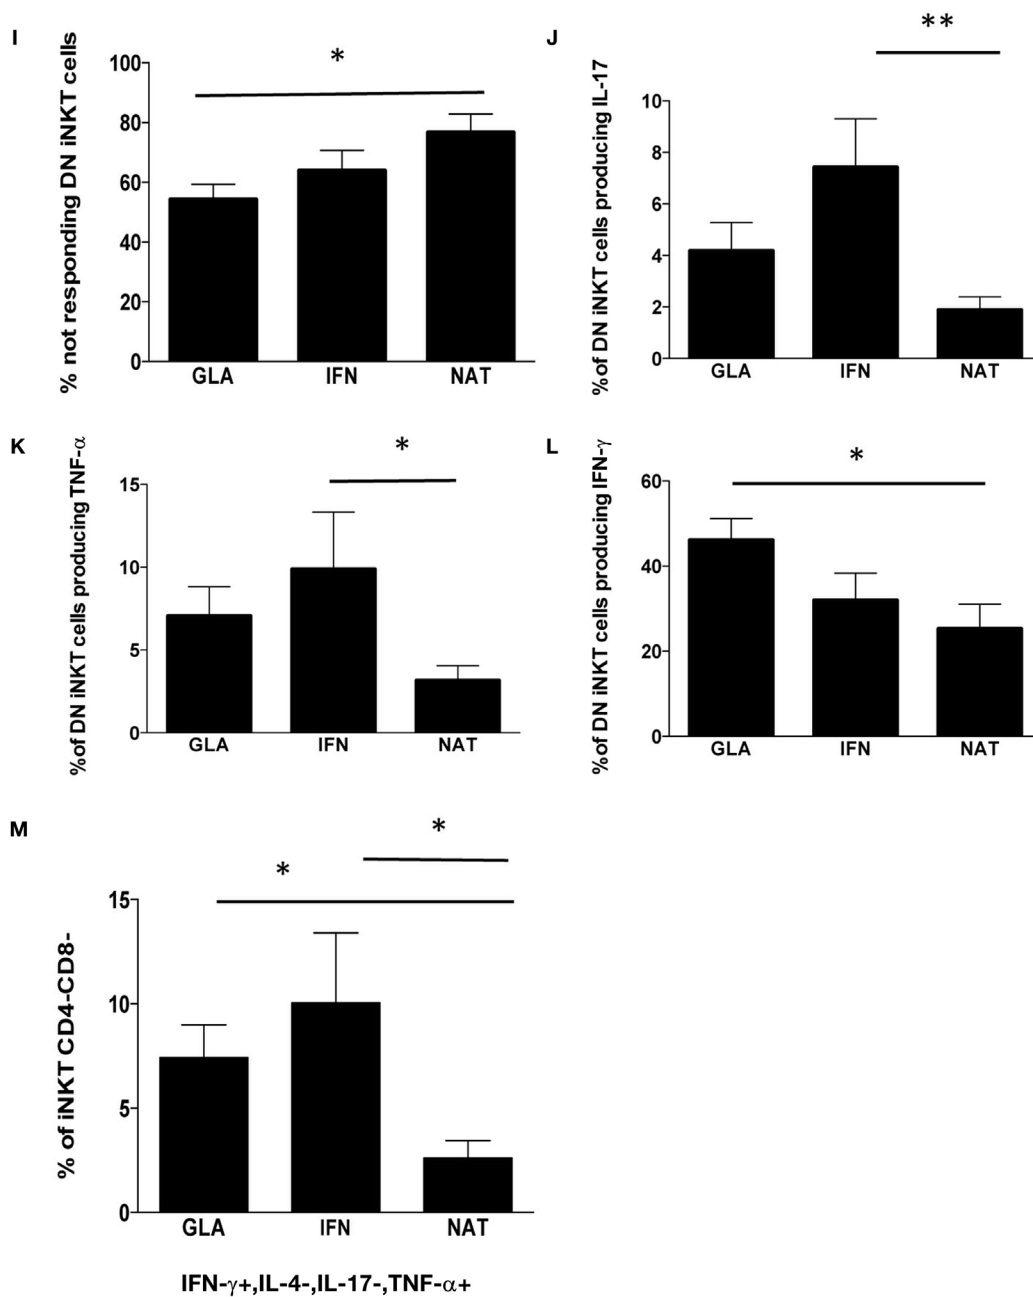 I
% not responding DN iNKT cells
*
100
80
60
40
20
0
GLA IFN NAT
J
%of DN iNKT cells producing IL-17
**
10
8
6
4
2
0
GLA IFN NAT
K
%of DN iNKT cells producing TNF-α
*
15
10
5
0
GLA IFN NAT
L
%of DN iNKT cells producing IFN-γ
*
60
40
20
0
GLA IFN NAT
M
% of iNKT CD4-CD8-
*
*
15
10
5
0
GLA IFN NAT
IFN-γ+,IL-4-,IL-17-,TNF-α+